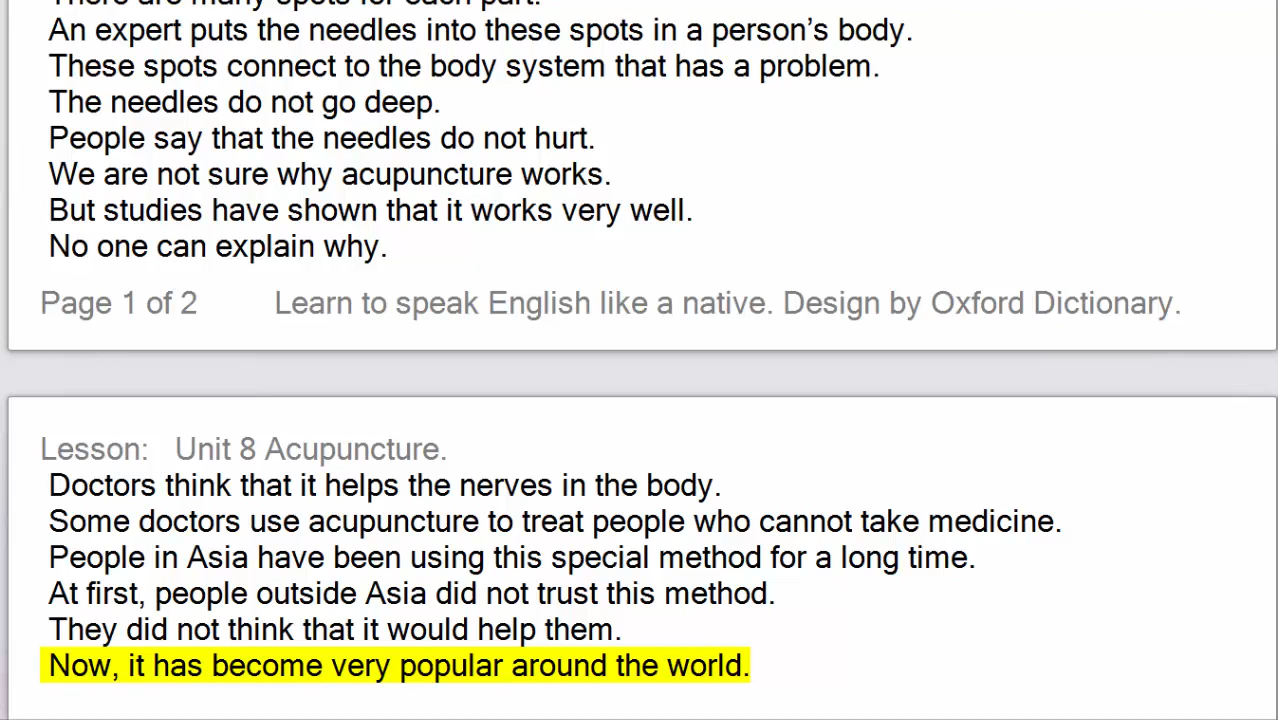 There are many spots for each part.
An expert puts the needles into these spots in a person’s body.
These spots connect to the body system that has a problem.
The needles do not go deep.
People say that the needles do not hurt.
We are not sure why acupuncture works.
But studies have shown that it works very well.
No one can explain why.
Page 1 of 2 Learn to speak English like a native. Design by Oxford Dictionary.
Lesson: Unit 8 Acupuncture.
Doctors think that it helps the nerves in the body.
Some doctors use acupuncture to treat people who cannot take medicine.
People in Asia have been using this special method for a long time.
At first, people outside Asia did not trust this method.
They did not think that it would help them.
Now, it has become very popular around the world.